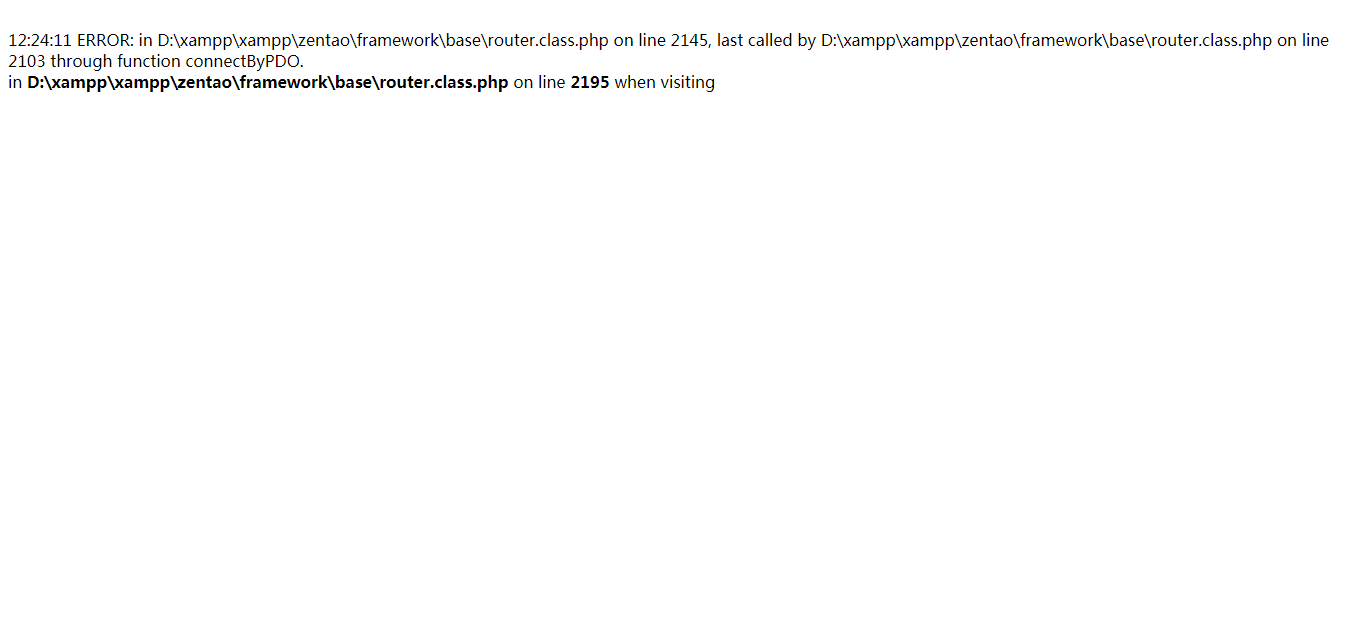 12:24:11 ERROR: in D:\xampp\xampp\zentao\framework\base\router.class.php on line 2145, last called by D:\xampp\xampp\zentao\framework\base\router.class.php on line
2103 through function connectByPDO.
in D:\xampp\xampp\zentao\framework\base\router.class.php on line 2195 when visiting